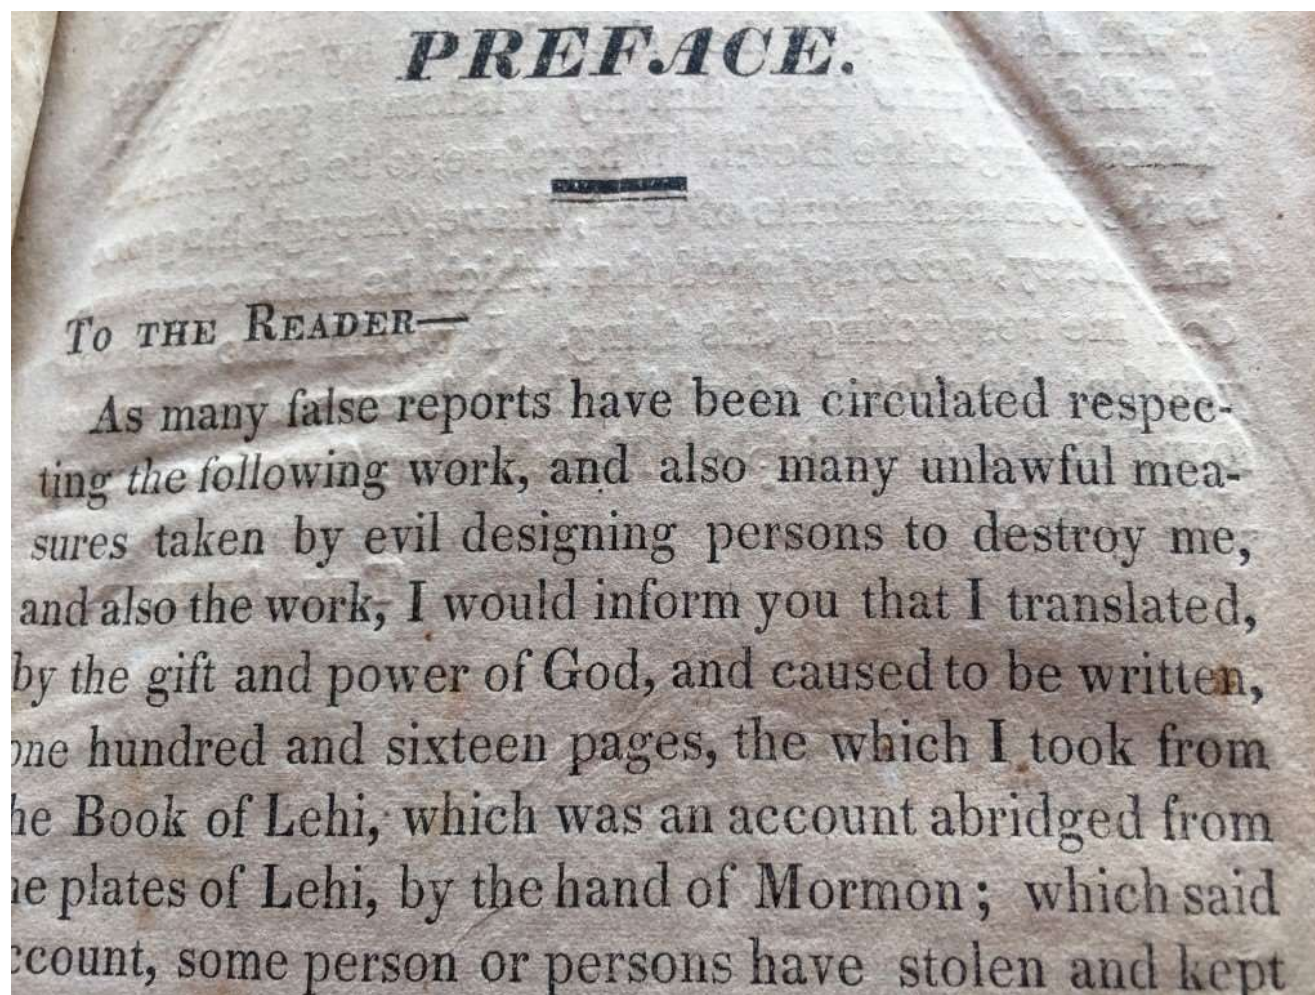 PREFACE.
To the Reader—
As many false reports have been circulated respec-
ting the following work, and also many unlawful mea-
sures taken by evil designing persons to destroy me,
and also the work, I would inform you that I translated,
by the gift and power of God, and caused to be written,
one hundred and sixteen pages, the which I took from
he Book of Lehi, which was an account abridged from
he plates of Lehi, by the hand of Mormon; which said
ccount, some person or persons have stolen and kept